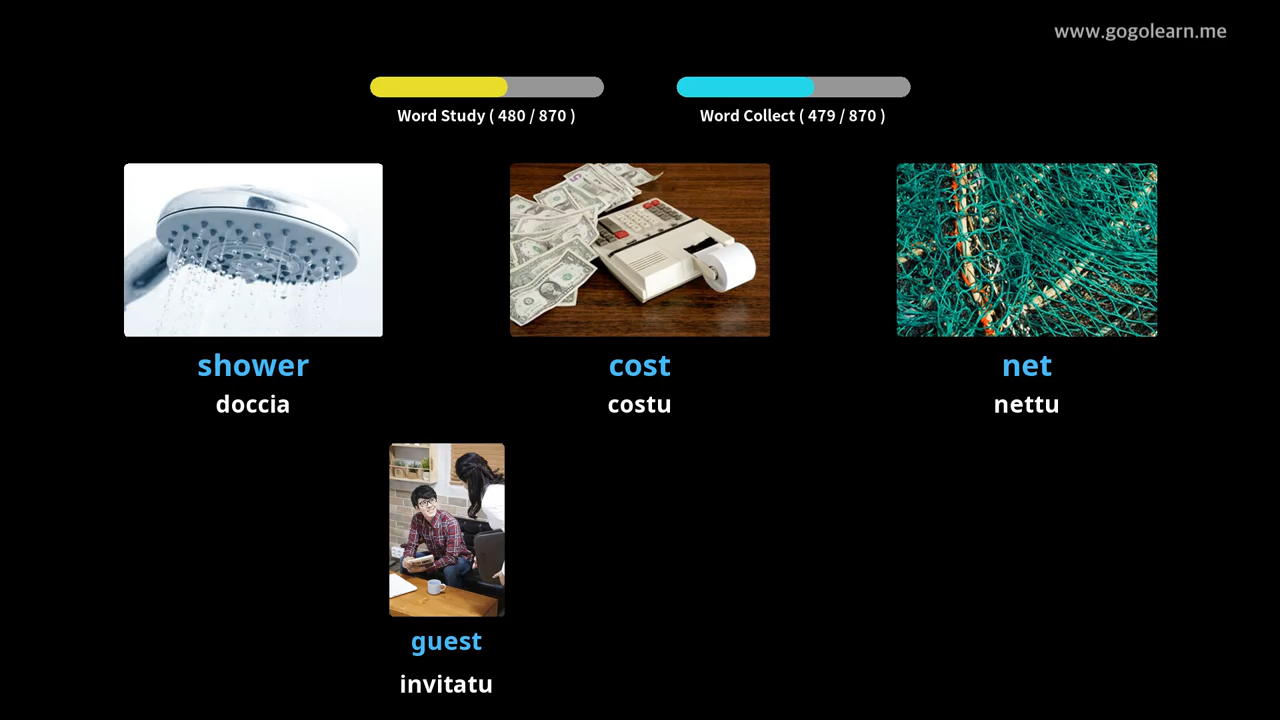 www.gogolearn.me
Word Study ( 480 / 870 )
Word Collect ( 479 / 870 )
shower
doccia
cost
costu
net
nettu
guest
invitatu